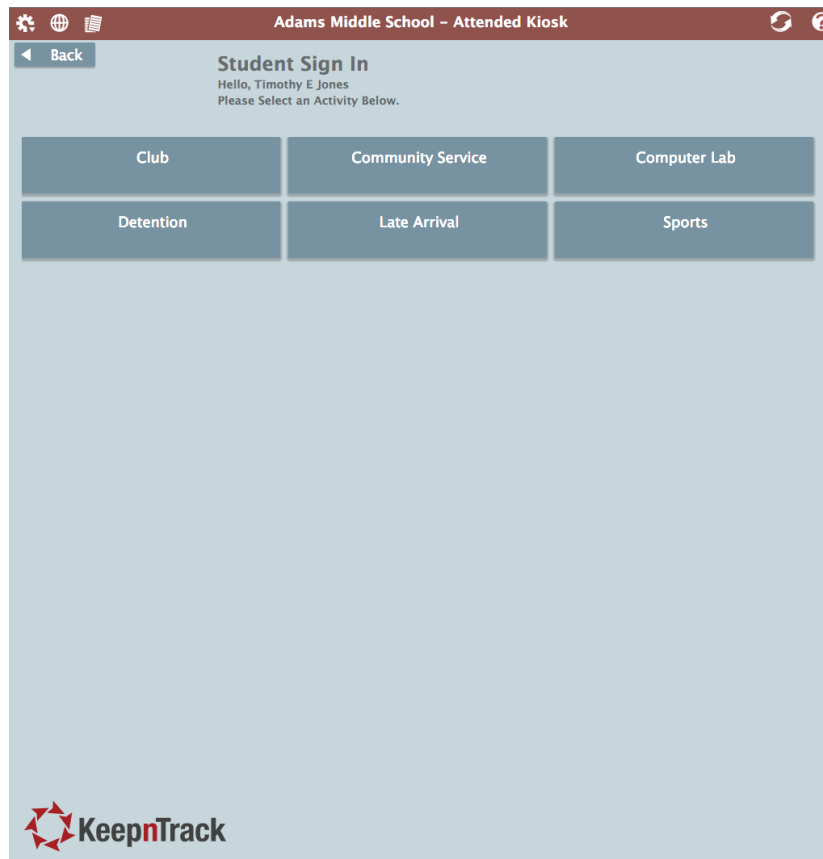 Adams Middle School – Attended Kiosk
Back
Student Sign In
Hello, Timothy E Jones
Please Select an Activity Below.
Club
Community Service
Computer Lab
Detention
Late Arrival
Sports
KeepnTrack